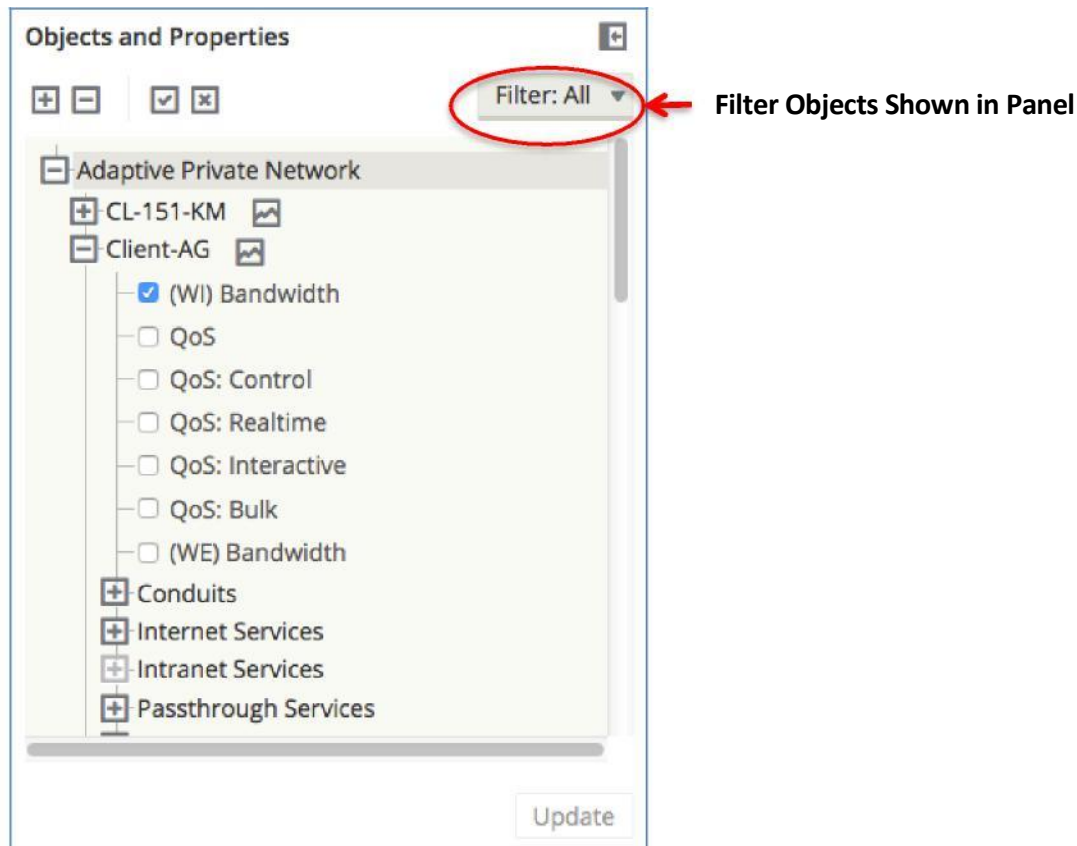 Objects and Properties
Filter: All
Filter Objects Shown in Panel
Adaptive Private Network
CL-151-KM
Client-AG
(WI) Bandwidth
QoS
QoS: Control
QoS: Realtime
QoS: Interactive
QoS: Bulk
(WE) Bandwidth
Conduits
Internet Services
Intranet Services
Passthrough Services
Update